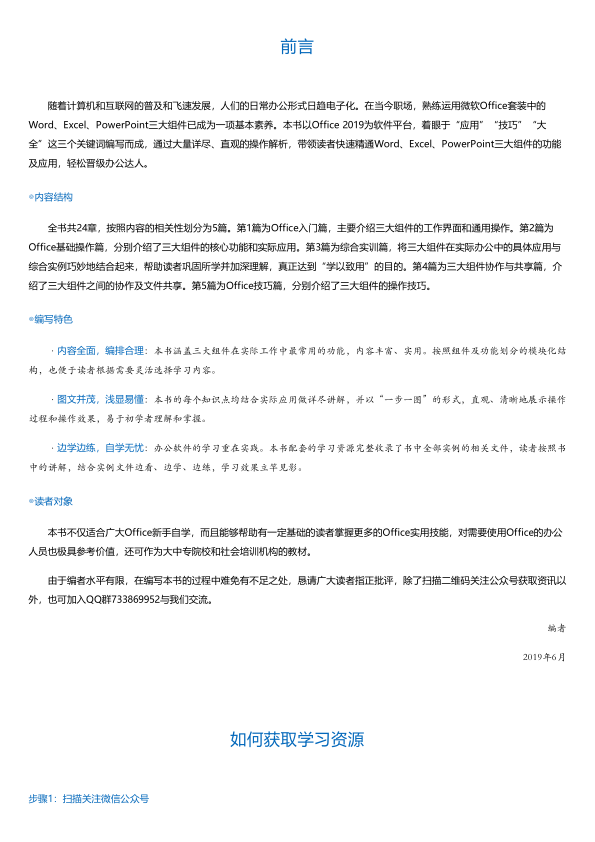 前言
随着计算机和互联网的普及和飞速发展，人们的日常办公形式日趋电子化。在当今职场，熟练运用微软Office套装中的
Word、Excel、PowerPoint三大组件已成为一项基本素养。本书以Office 2019为软件平台，着眼于“应用”“技巧”“大
全”这三个关键词编写而成，通过大量详尽、直观的操作解析，带领读者快速精通Word、Excel、PowerPoint三大组件的功能
及应用，轻松晋级办公达人。
◎内容结构
全书共24章，按照内容的相关性划分为5篇。第1篇为Office入门篇，主要介绍三大组件的工作界面和通用操作。第2篇为
Office基础操作篇，分别介绍了三大组件的核心功能和实际应用。第3篇为综合实训篇，将三大组件在实际办公中的具体应用与
综合实例巧妙地结合起来，帮助读者巩固所学并加深理解，真正达到“学以致用”的目的。第4篇为三大组件协作与共享篇，介
绍了三大组件之间的协作及文件共享。第5篇为Office技巧篇，分别介绍了三大组件的操作技巧。
◎编写特色
·内容全面，编排合理：本书涵盖三大组件在实际工作中最常用的功能，内容丰富、实用。按照组件及功能划分的模块化结
构，也便于读者根据需要灵活选择学习内容。
·图文并茂，浅显易懂：本书的每个知识点均结合实际应用做详尽讲解，并以“一步一图”的形式，直观、清晰地展示操作
过程和操作效果，易于初学者理解和掌握。
·边学边练，自学无忧：办公软件的学习重在实践。本书配套的学习资源完整收录了书中全部实例的相关文件，读者按照书
中的讲解，结合实例文件边看、边学、边练，学习效果立竿见影。
◎读者对象
本书不仅适合广大Office新手自学，而且能够帮助有一定基础的读者掌握更多的Office实用技能，对需要使用Office的办公
人员也极具参考价值，还可作为大中专院校和社会培训机构的教材。
由于编者水平有限，在编写本书的过程中难免有不足之处，恳请广大读者指正批评，除了扫描二维码关注公众号获取资讯以
外，也可加入QQ群733869952与我们交流。
编者
2019年6月
如何获取学习资源
步骤1：扫描关注微信公众号